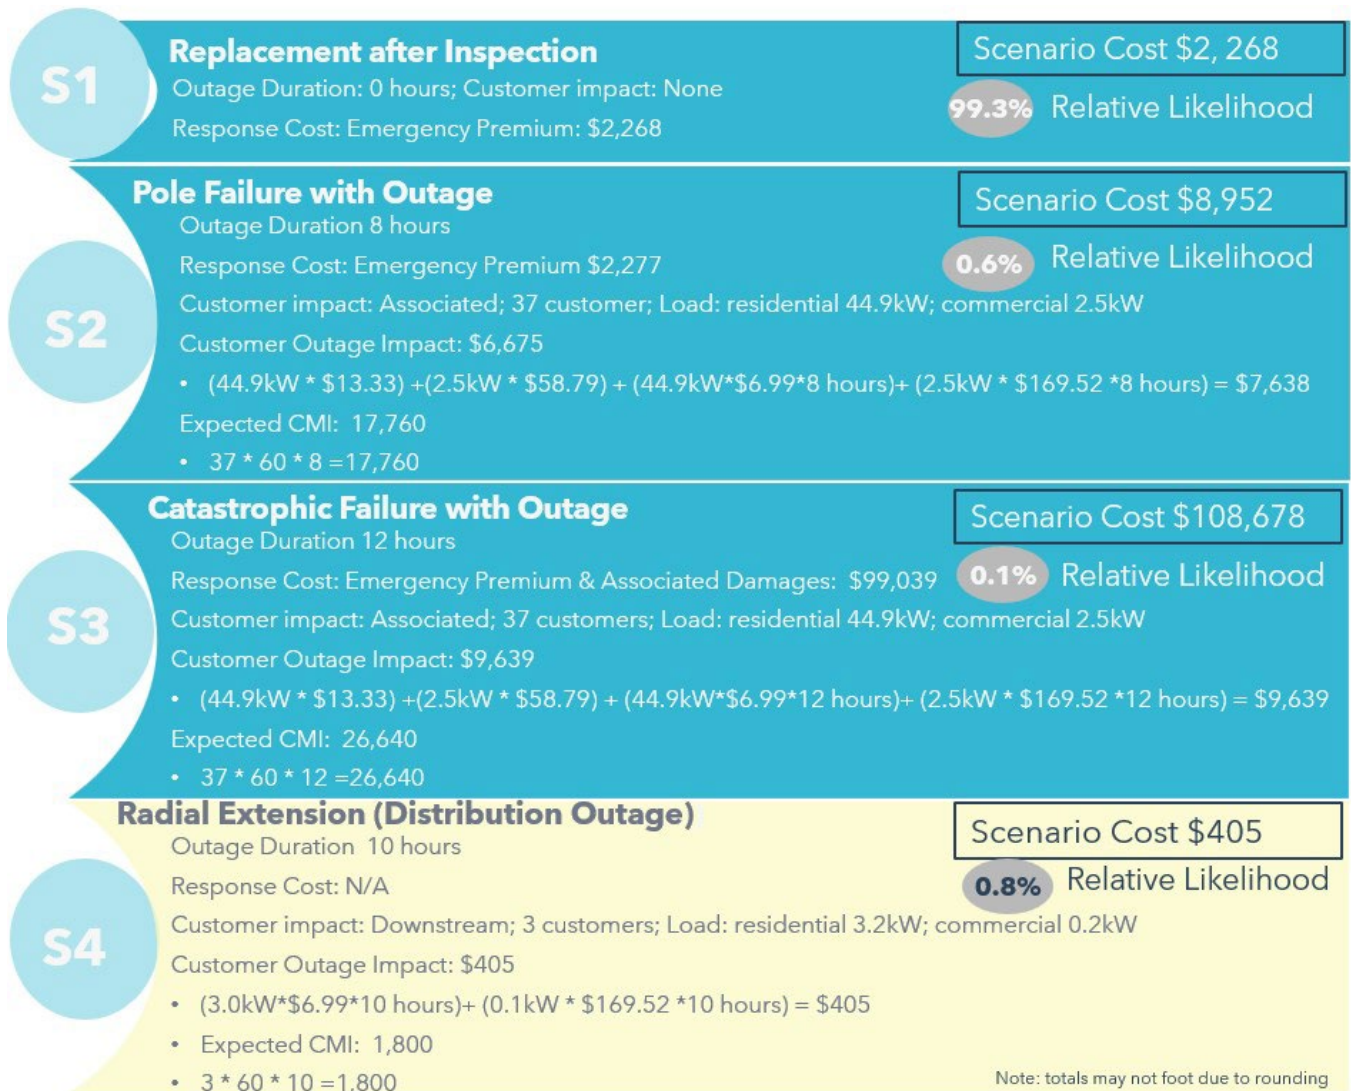 S1
Replacement after Inspection
Outage Duration: 0 hours; Customer impact: None
Response Cost: Emergency Premium: $2,268
Scenario Cost $2, 268
99.3% Relative Likelihood
S2
Pole Failure with Outage
Outage Duration 8 hours
Response Cost: Emergency Premium $2,277
Scenario Cost $8,952
0.6% Relative Likelihood
Customer impact: Associated; 37 customer; Load: residential 44.9kW; commercial 2.5kW
Customer Outage Impact: $6,675
• (44.9kW * $13.33) +(2.5kW * $58.79) + (44.9kW*$6.99*8 hours)+ (2.5kW * $169.52 *8 hours) = $7,638
Expected CMI: 17,760
• 37 * 60 * 8 =17,760
S3
Catastrophic Failure with Outage
Outage Duration 12 hours
Response Cost: Emergency Premium & Associated Damages: $99,039
Scenario Cost $108,678
0.1% Relative Likelihood
Customer impact: Associated; 37 customers; Load: residential 44.9kW; commercial 2.5kW
Customer Outage Impact: $9,639
• (44.9kW * $13.33) +(2.5kW * $58.79) + (44.9kW*$6.99*12 hours)+ (2.5kW * $169.52 *12 hours) = $9,639
Expected CMI: 26,640
• 37 * 60 * 12 =26,640
S4
Radial Extension (Distribution Outage)
Outage Duration 10 hours
Response Cost: N/A
Scenario Cost $405
0.8% Relative Likelihood
Customer impact: Downstream; 3 customers; Load: residential 3.2kW; commercial 0.2kW
Customer Outage Impact: $405
• (3.0kW*$6.99*10 hours)+ (0.1kW * $169.52 *10 hours) = $405
• Expected CMI: 1,800
• 3 * 60 * 10 =1,800
Note: totals may not foot due to rounding